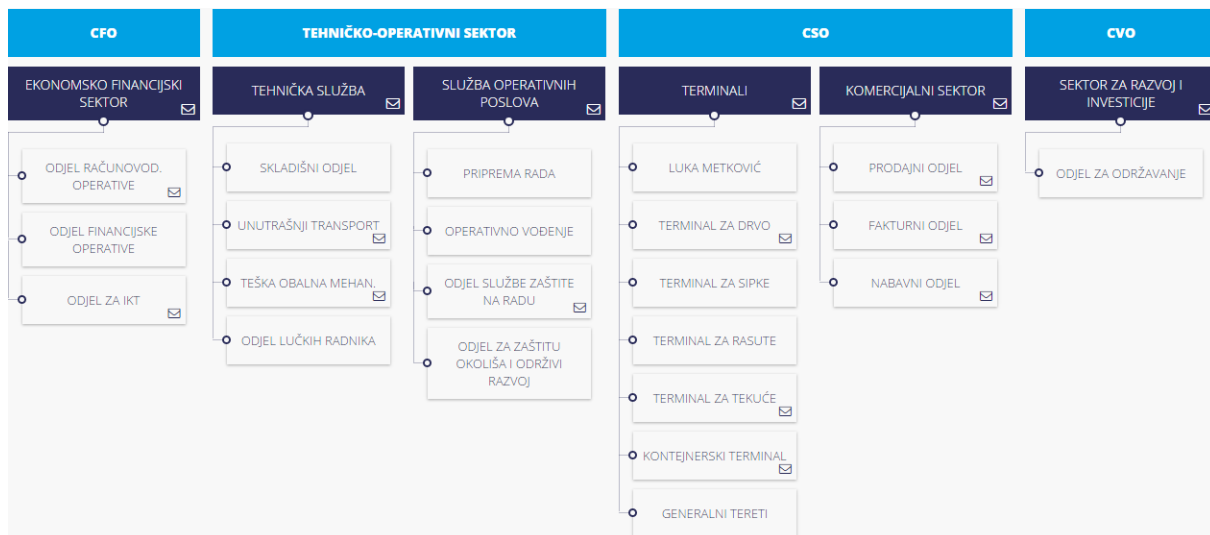 CFO
TEHNIČKO-OPERATIVNI SEKTOR
CSO
CVO
EKONOMSKO FINANCIJSKI
SEKTOR
TEHNIČKA SLUŽBA
SLUŽBA OPERATIVNIH
POSLOVA
TERMINALI
KOMERCIJALNI SEKTOR
SEKTOR ZA RAZVOJ I
INVESTICIJE
ODJEL RAČUNOVOD.
OPERATIVE
ODJEL FINANCIJSKE
OPERATIVE
ODJEL ZA IKT
SKLADIŠNI ODJEL
UNUTRAŠNJI TRANSPORT
TEŠKA OBALNA MEHAN.
ODJEL LUČKIH RADNIKA
PRIPREMA RADA
OPERATIVNO VOĐENJE
ODJEL SLUŽBE ZAŠTITE
NA RADU
ODJEL ZA ZAŠTITU
OKOLIŠA I ODRŽIVI
RAZVOJ
LUKA METKOVIĆ
TERMINAL ZA DRVO
TERMINAL ZA SIPKE
TERMINAL ZA RASUTE
TERMINAL ZA TEKUĆE
KONTEJNERSKI TERMINAL
GENERALNI TERETI
PRODAJNI ODJEL
FAKTURNI ODJEL
NABAVNI ODJEL
ODJEL ZA ODRŽAVANJE